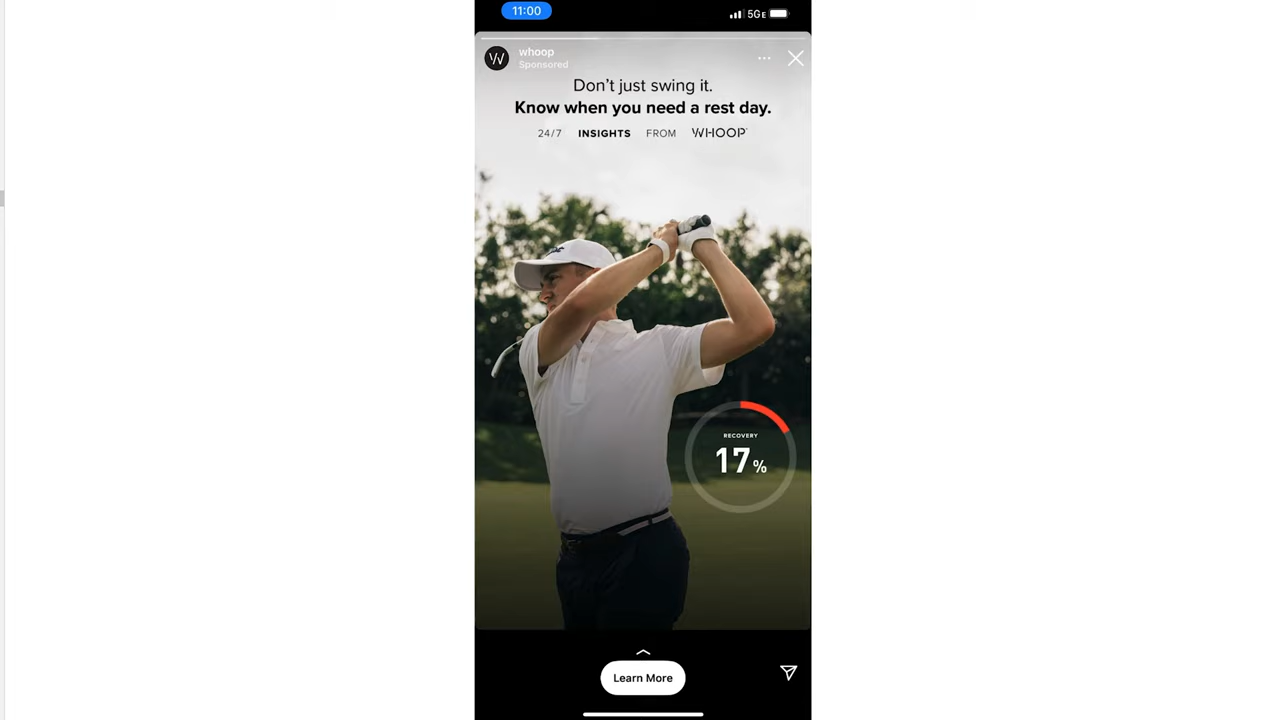 11:00
5GE
whoop
Sponsored
Don't just swing it.
Know when you need a rest day.
24/7 INSIGHTS FROM WHOOP
RECOVERY
17%
Learn More